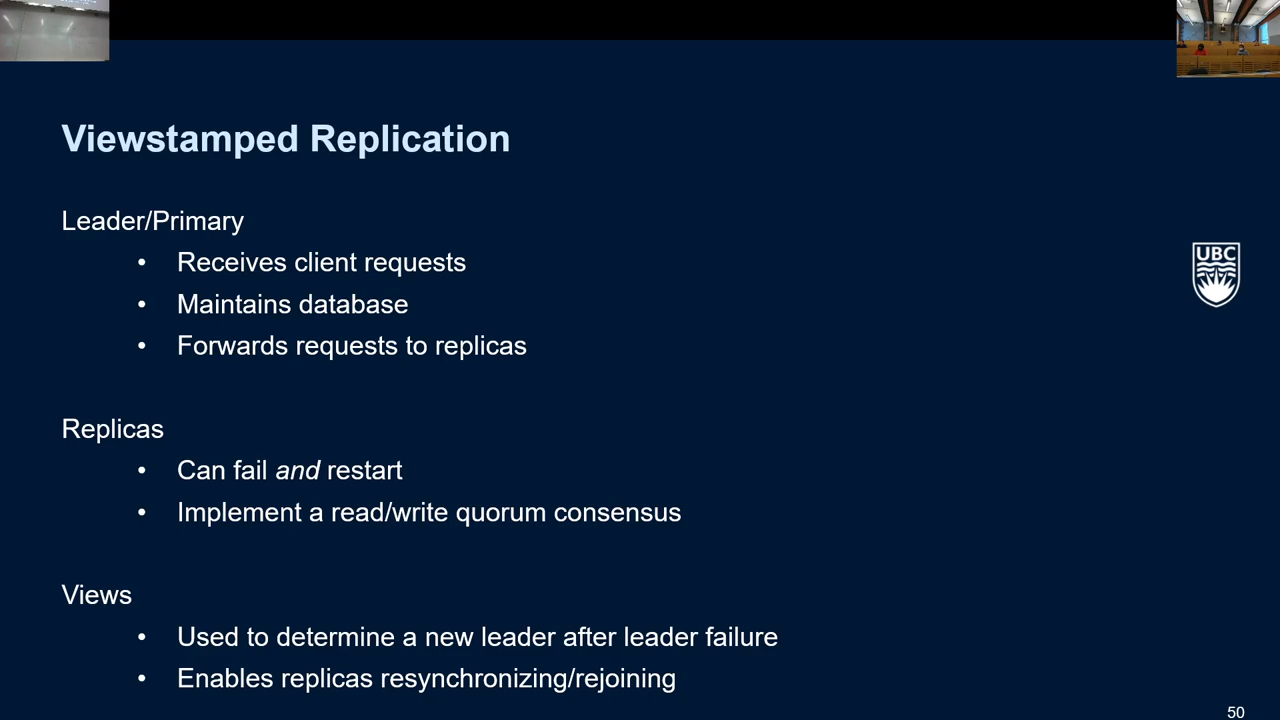 Viewstamped Replication
Leader/Primary
• Receives client requests
• Maintains database
• Forwards requests to replicas
UBC
Replicas
• Can fail and restart
• Implement a read/write quorum consensus
Views
• Used to determine a new leader after leader failure
• Enables replicas resynchronizing/rejoining
50